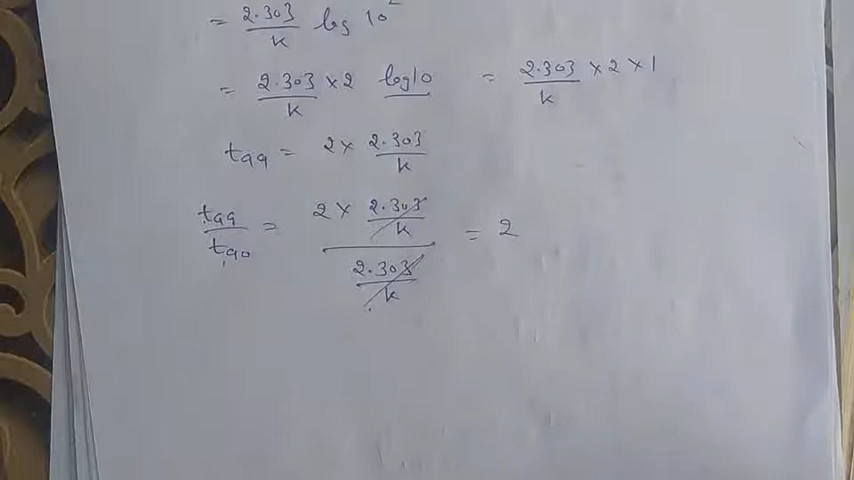 = 2.303/k log 10²
= 2.303/k × 2 log10 = 2.303/k × 2 × 1
t99 = 2 × 2.303/k
t99/t90 = (2 × 2.303/k)/(2.303/k) = 2